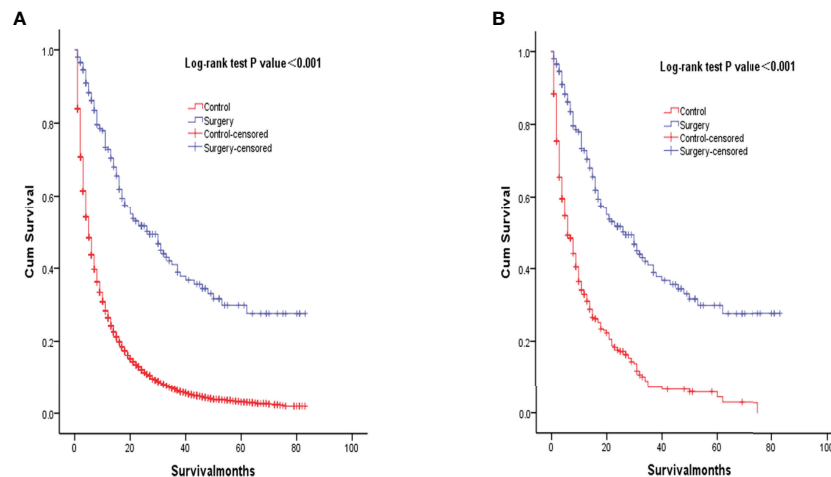 A
Log-rank test P value<0.001
Control
Surgery
Control-censored
Surgery-censored
Cum Survival
1.0
0.8
0.6
0.4
0.2
0.0
0
20
40
60
80
100
Survivalmonths
B
Log-rank test P value<0.001
Control
Surgery
Control-censored
Surgery-censored
Cum Survival
1.0
0.8
0.6
0.4
0.2
0.0
0
20
40
60
80
100
Survivalmonths